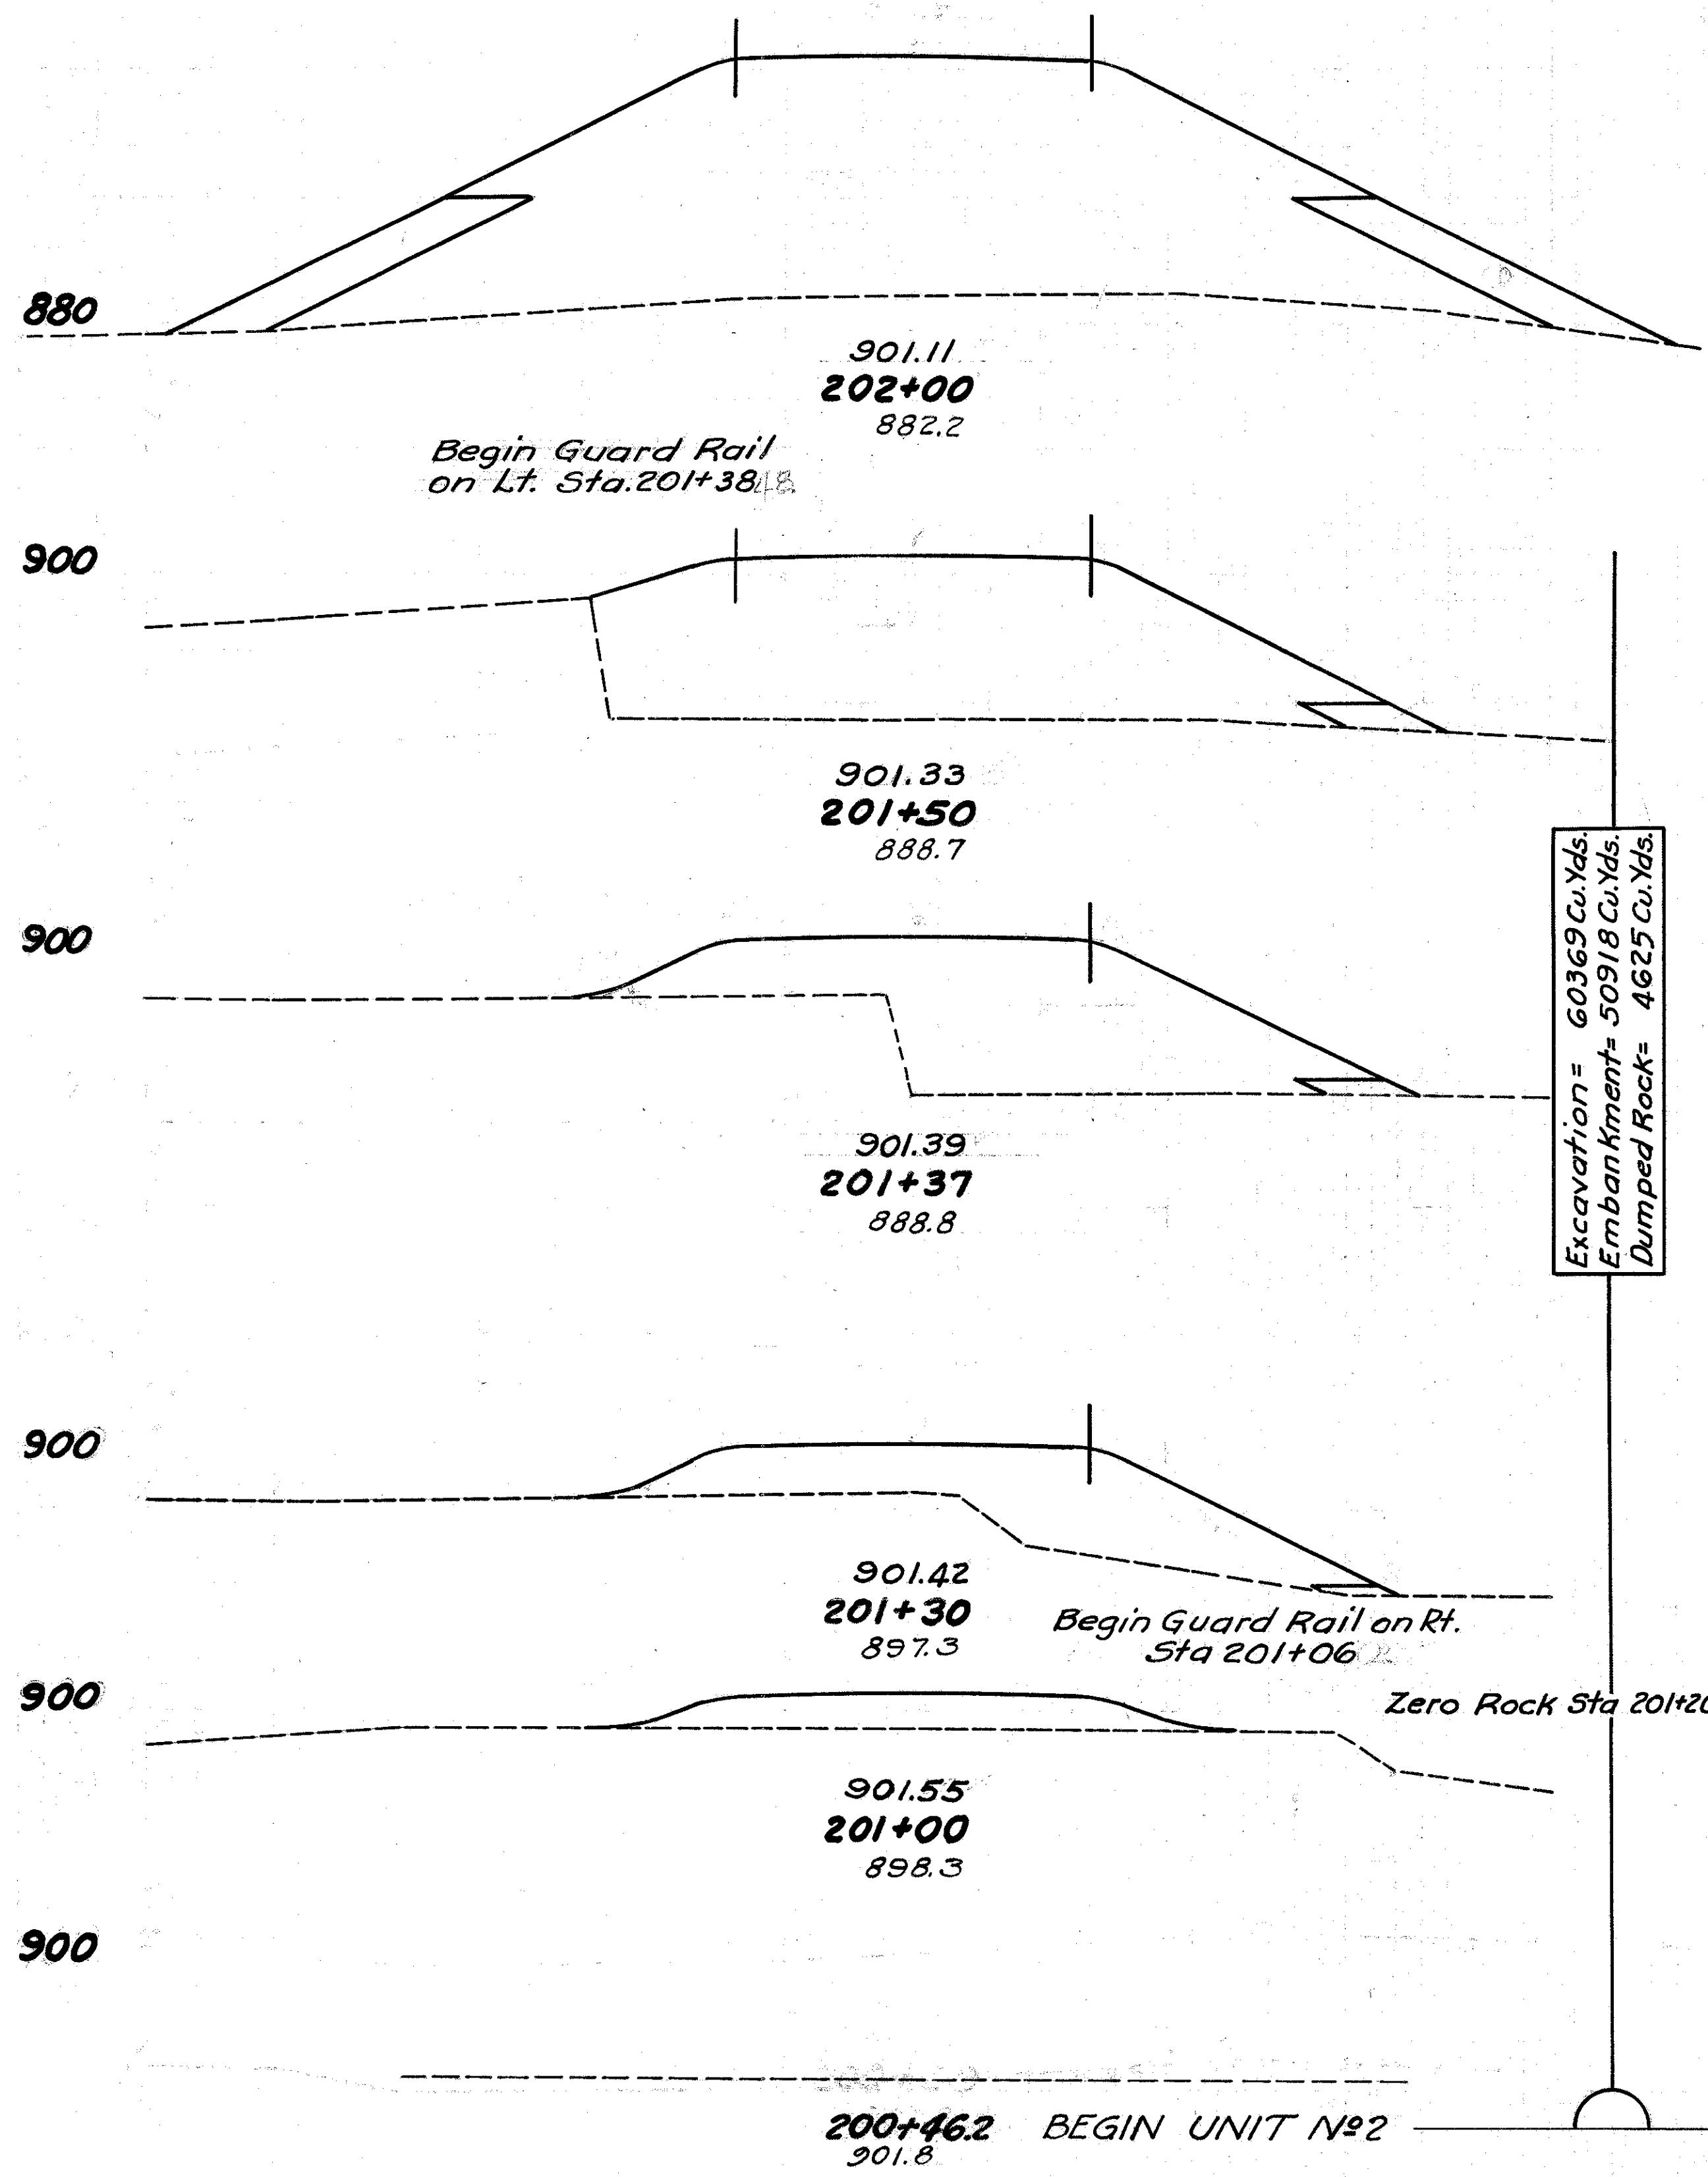 880
901.11
202+00
882.2
Begin Guard Rail
on Lt. Sta. 201+38
900
901.33
201+50
888.7
900
901.39
201+37
888.8
Excavation = 60369 Cu.Yds.
Embankment = 50918 Cu.Yds.
Dumped Rock = 4625 Cu.Yds.
900
901.42
201+30
897.3
Begin Guard Rail on Rt.
Sta 201+06
900
Zero Rock Sta 201+20
901.55
201+00
898.3
900
200+46.2 BEGIN UNIT Nº2
901.8